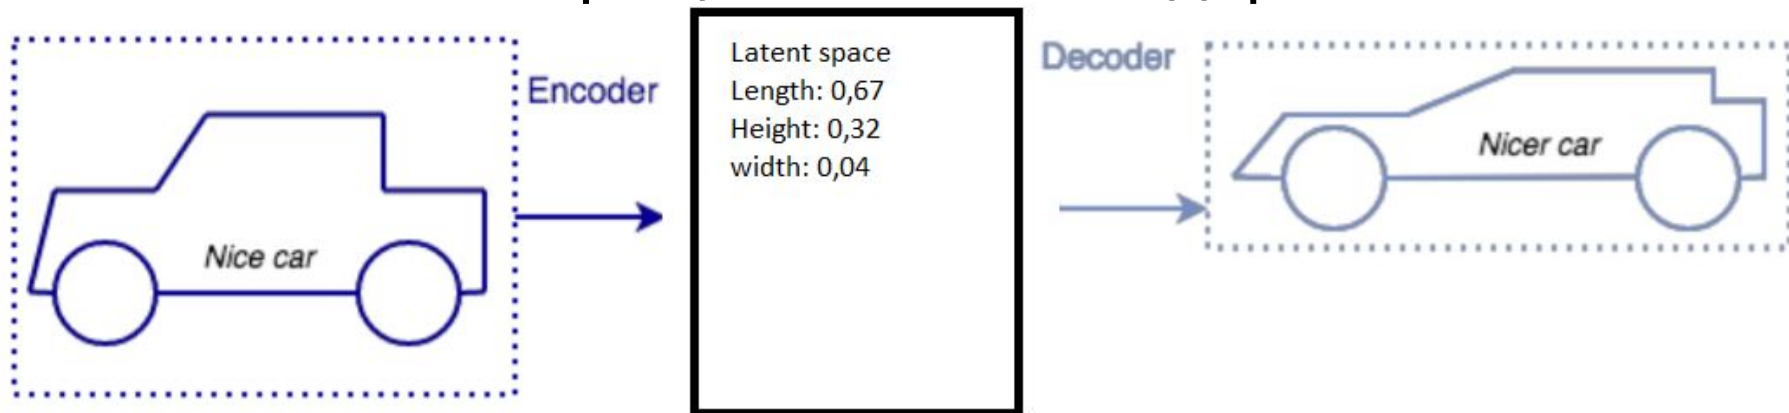 Nice car
Encoder
Latent space
Length: 0,67
Height: 0,32
width: 0,04
Decoder
Nicer car